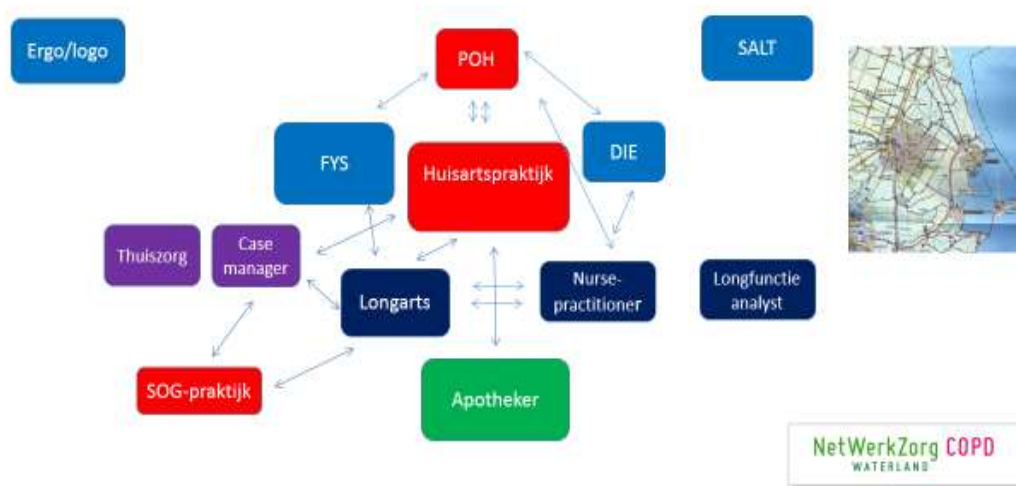 Ergo/logo
POH
SALT
FYS
Huisartspraktijk
DIE
Thuiszorg
Case
manager
Longarts
Nurse-
practitioner
Longfunctie
analyst
SOG-praktijk
Apotheker
NetWerkZorg COPD
WATERLAND